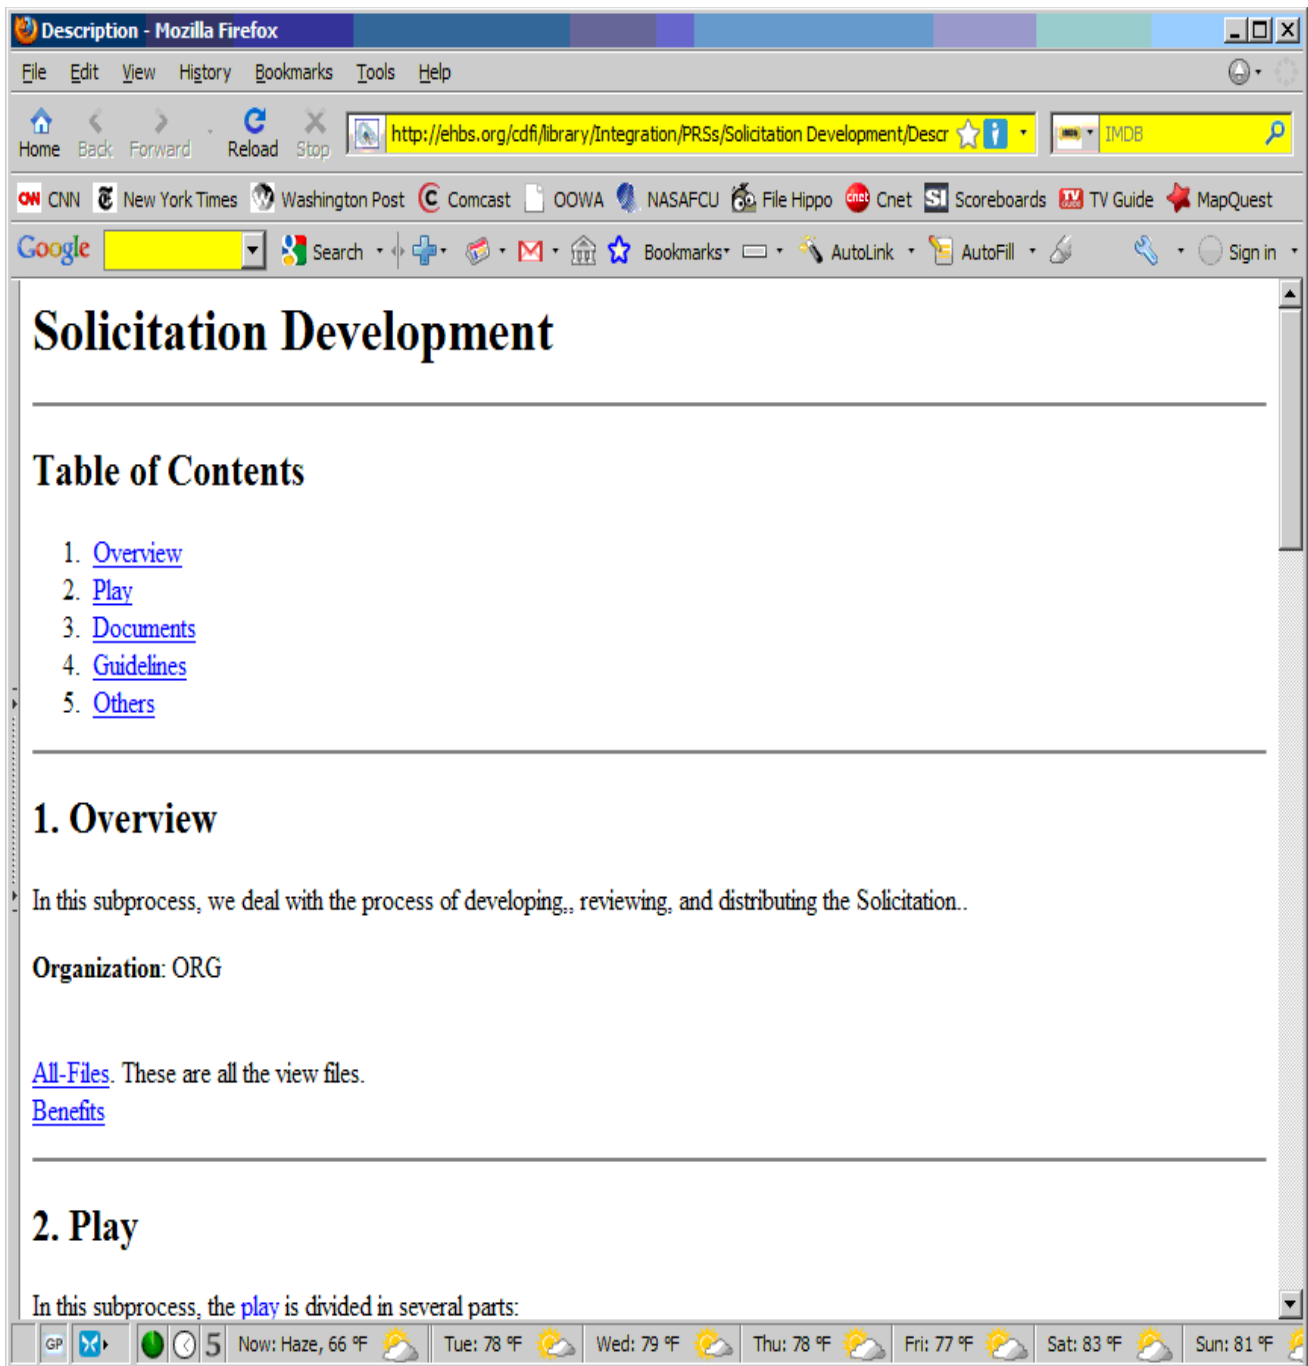 Description - Mozilla Firefox
File Edit View History Bookmarks Tools Help
Home Back Forward Reload Stop http://ehbs.org/cdfi/library/Integration/PRSs/Solicitation Development/Descr IMDB
CNN New York Times Washington Post Comcast OOWA NASAFCU File Hippo Cnet Scoreboards TV Guide MapQuest
Google Search Bookmarks AutoLink AutoFill Sign in
Solicitation Development
Table of Contents
1. Overview
2. Play
3. Documents
4. Guidelines
5. Others
1. Overview
In this subprocess, we deal with the process of developing,, reviewing, and distributing the Solicitation..
Organization: ORG
All-Files. These are all the view files.
Benefits
2. Play
In this subprocess, the play is divided in several parts:
GP 5 Now: Haze, 66 °F Tue: 78 °F Wed: 79 °F Thu: 78 °F Fri: 77 °F Sat: 83 °F Sun: 81 °F